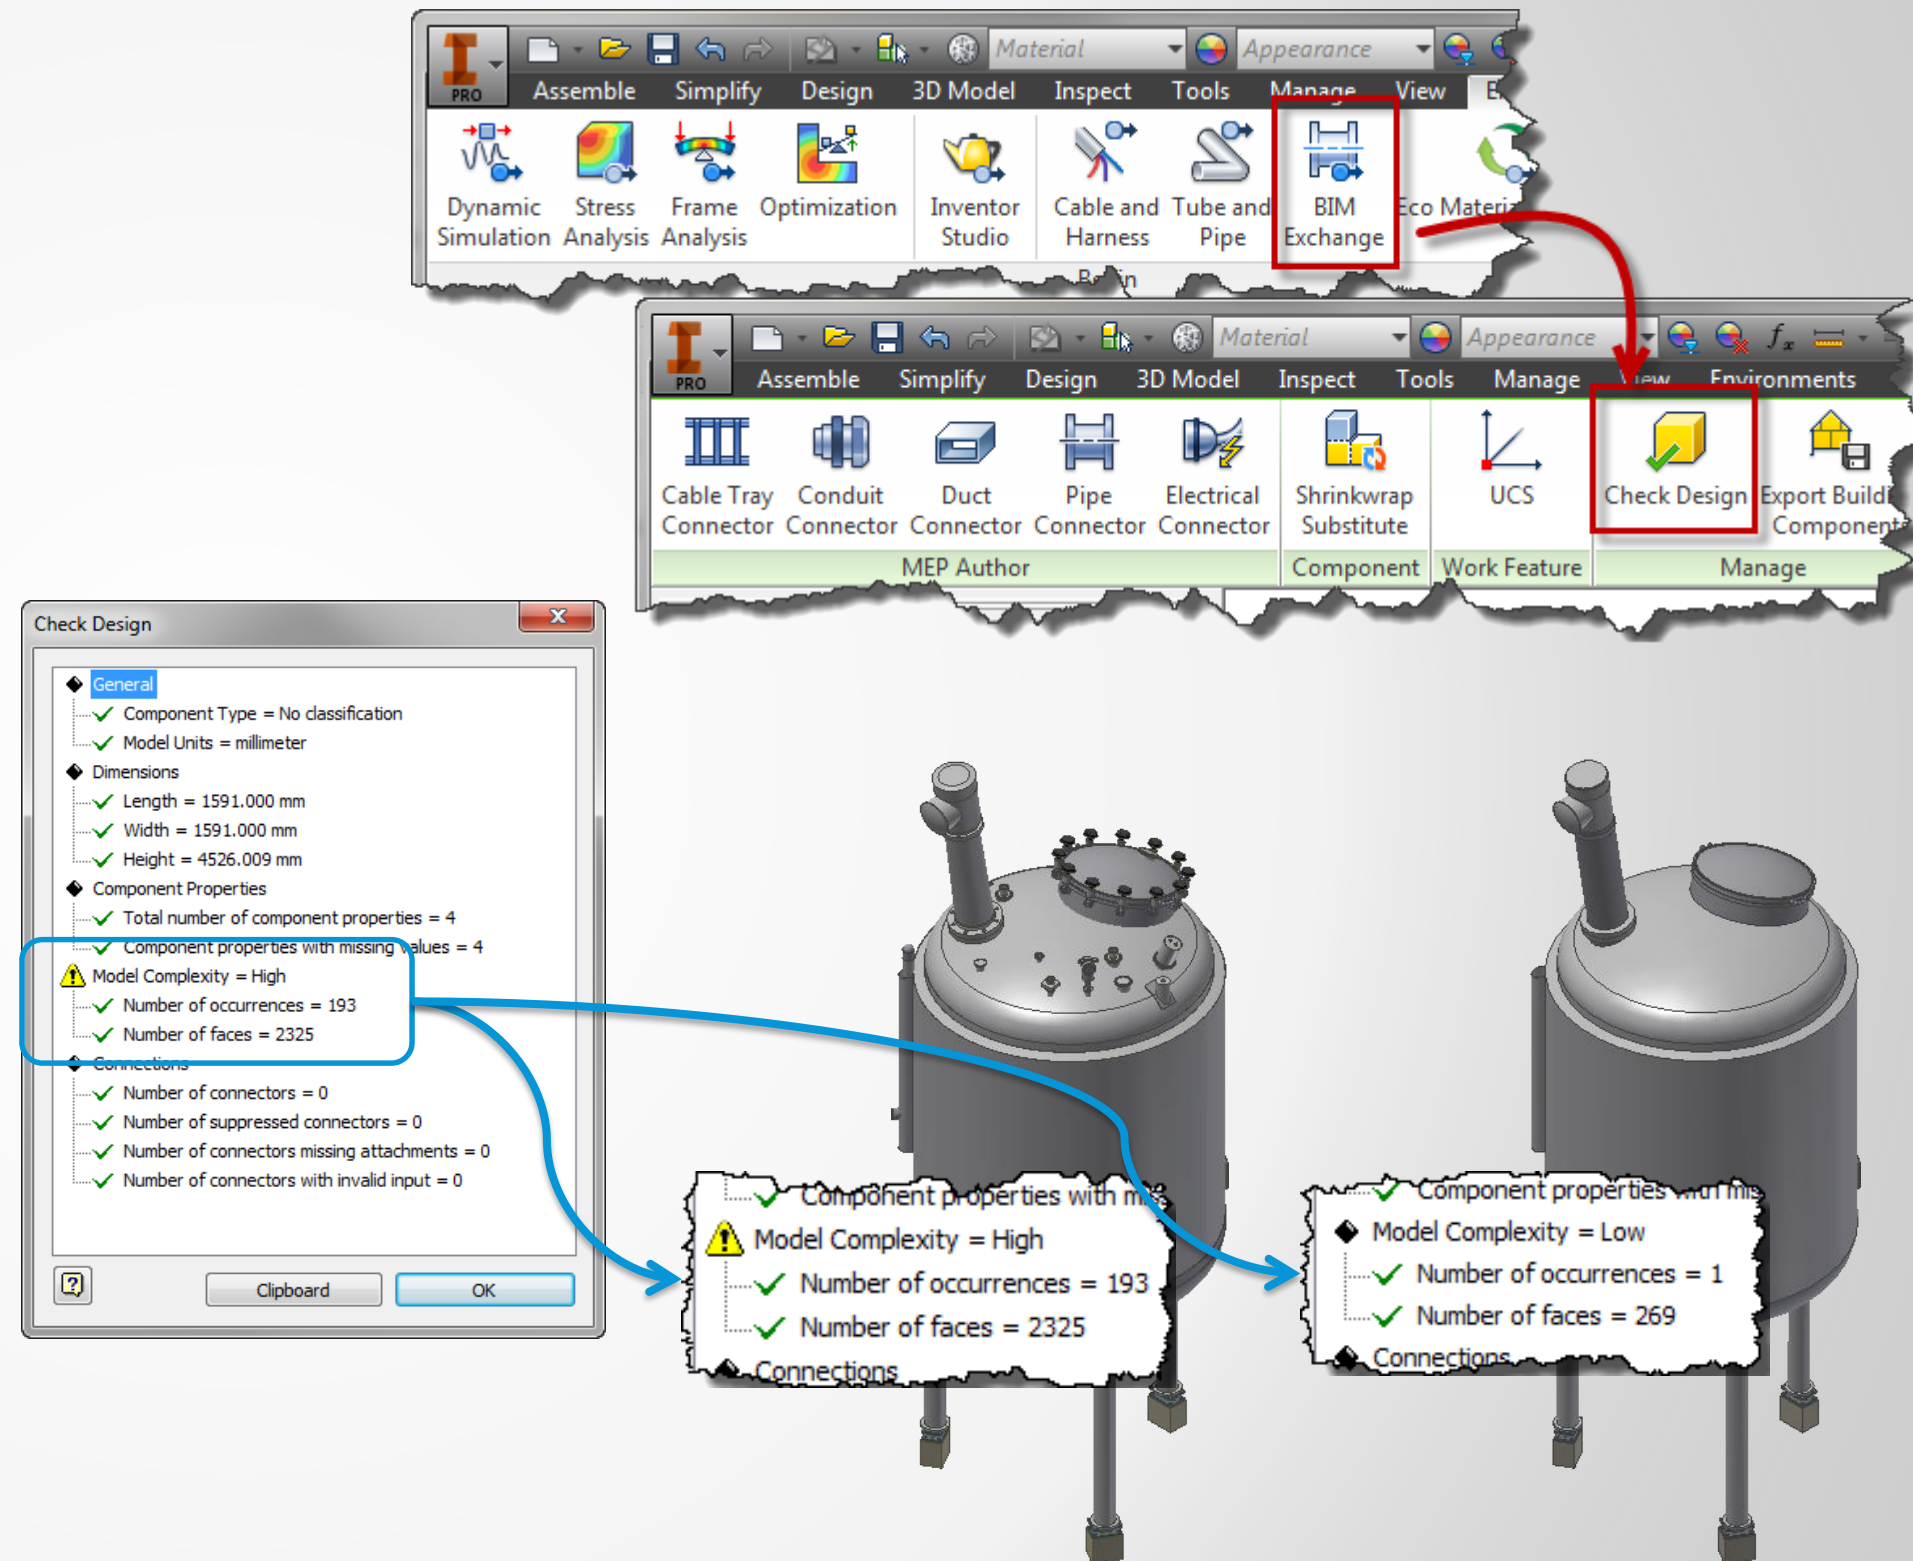 Material
Appearance
PRO
Assemble Simplify Design 3D Model Inspect Tools Manage View
Dynamic Simulation
Stress Analysis
Frame Analysis
Optimization
Inventor Studio
Cable and Harness
Tube and Pipe
BIM Exchange
Eco
Material
Appearance
fx
PRO
Assemble Simplify Design 3D Model Inspect Tools Manage View Environments
Cable Tray Connector
Conduit Connector
Duct Connector
Pipe Connector
Electrical Connector
Shrinkwrap Substitute
UCS
Check Design
Export
MEP Author
Component
Work Feature
Manage
Check Design
General
Component Type = No classification
Model Units = millimeter
Dimensions
Length = 1591.000 mm
Width = 1591.000 mm
Height = 4526.009 mm
Component Properties
Total number of component properties = 4
Component properties with missing values = 4
Model Complexity = High
Number of occurrences = 193
Number of faces = 2325
Connections
Number of connectors = 0
Number of suppressed connectors = 0
Number of connectors missing attachments = 0
Number of connectors with invalid input = 0
Clipboard
OK
Component properties with
Model Complexity = High
Number of occurrences = 193
Number of faces = 2325
Connections
Component properties with mis
Model Complexity = Low
Number of occurrences = 1
Number of faces = 269
Connections